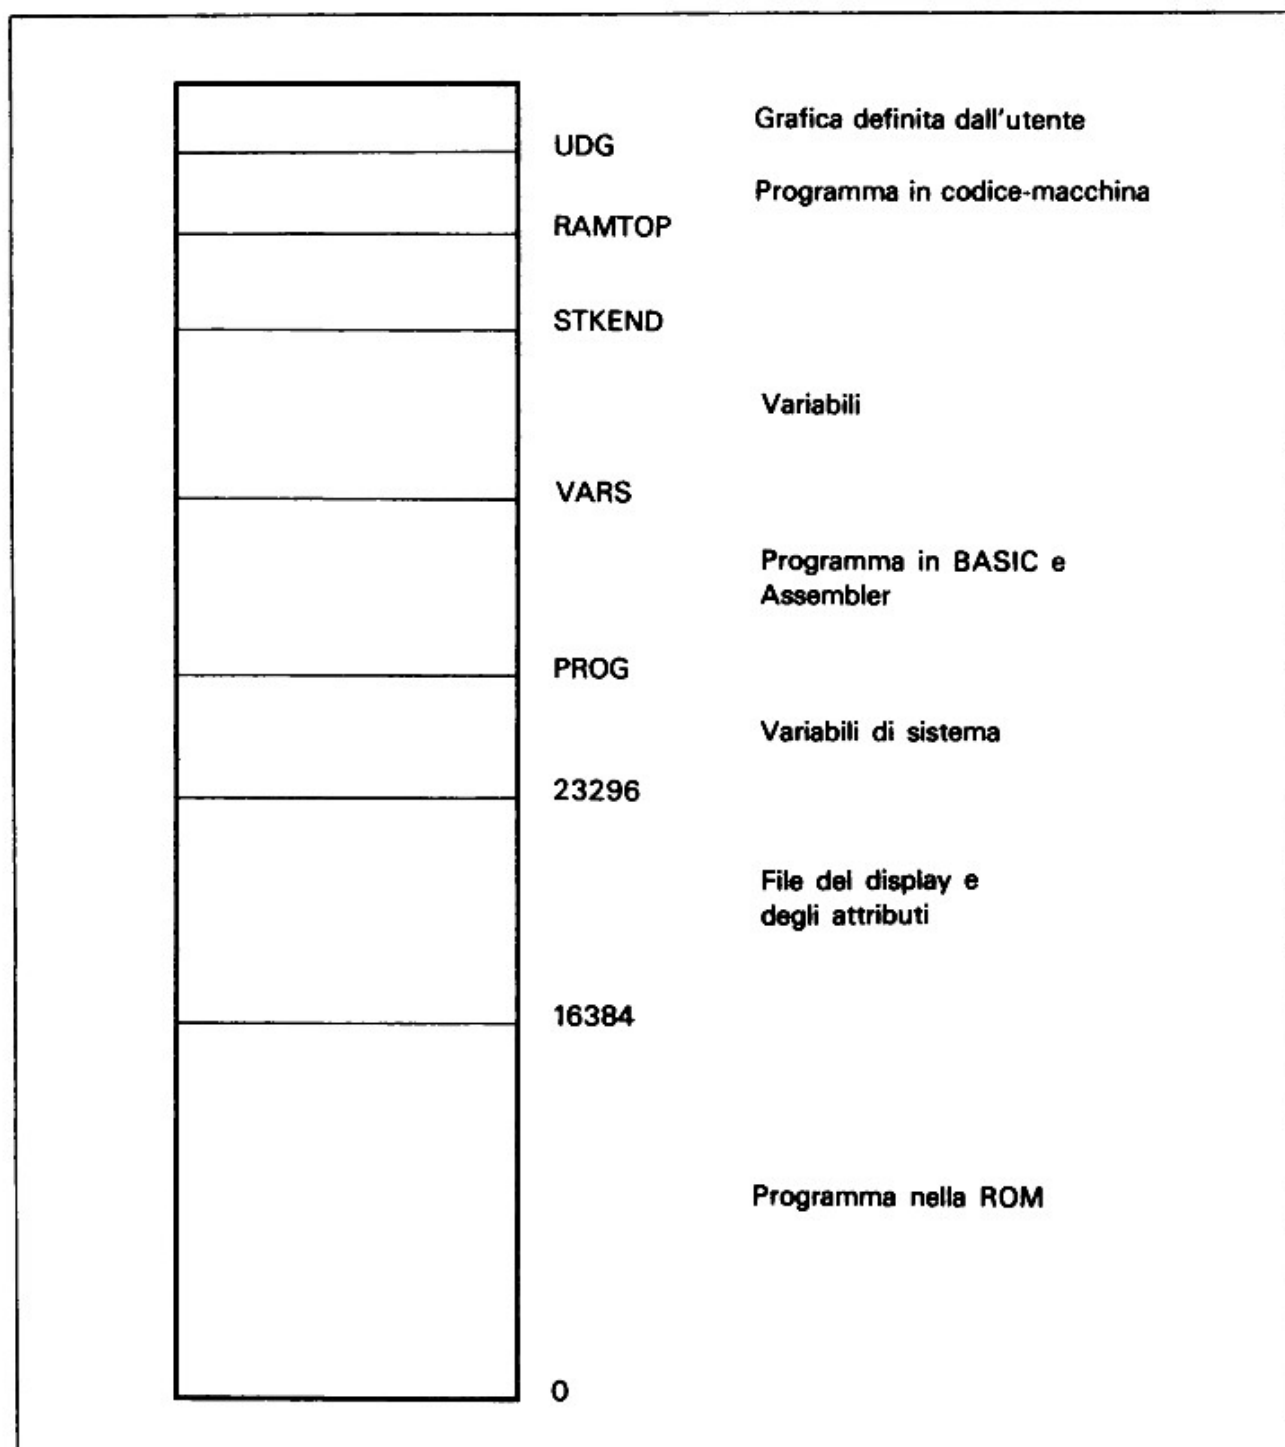 Grafica definita dall'utente
UDG
Programma in codice-macchina
RAMTOP
STKEND
Variabili
VARS
Programma in BASIC e
Assembler
PROG
Variabili di sistema
23296
File del display e
degli attributi
16384
Programma nella ROM
0